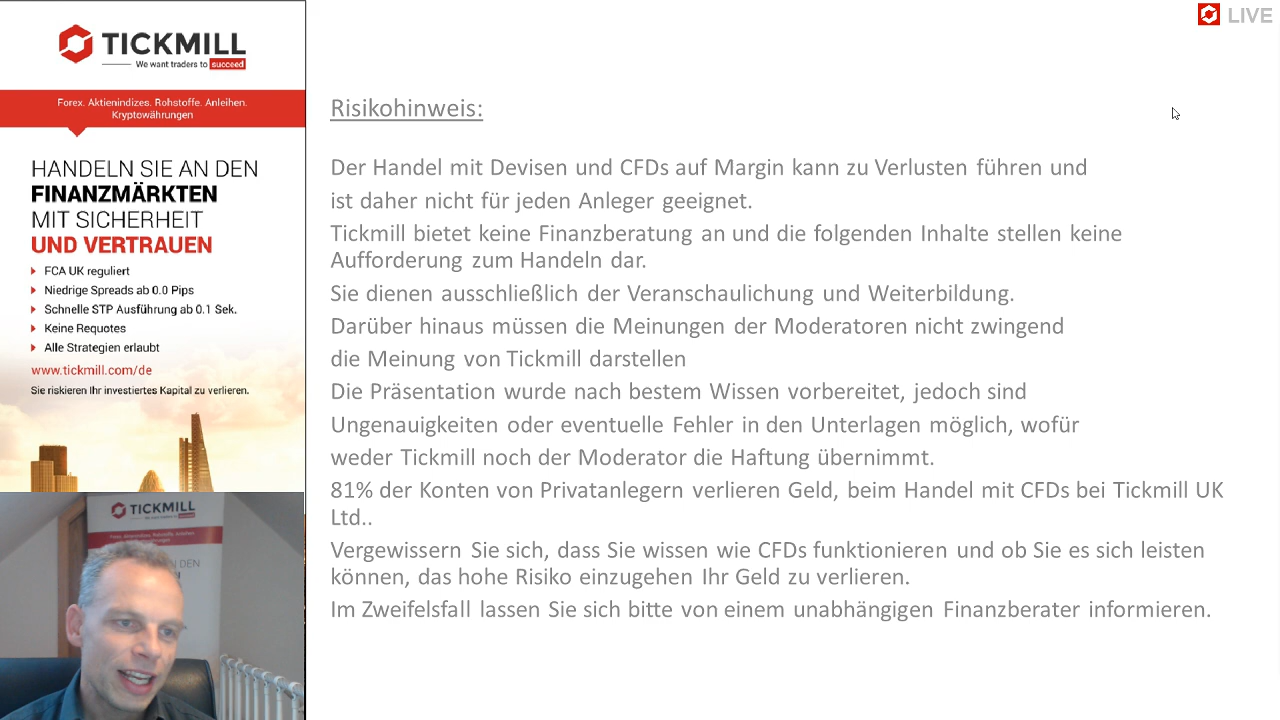 TICKMILL
We want traders to succeed
Forex. Aktienindizes. Rohstoffe. Anleihen.
Kryptowährungen
HANDELN SIE AN DEN
FINANZMÄRKTEN
MIT SICHERHEIT
UND VERTRAUEN
FCA UK reguliert
Niedrige Spreads ab 0.0 Pips
Schnelle STP Ausführung ab 0.1 Sek.
Keine Requotes
Alle Strategien erlaubt
www.tickmill.com/de
Sie riskieren Ihr investiertes Kapital zu verlieren.
TICKMILL
LIVE
Risikohinweis:
Der Handel mit Devisen und CFDs auf Margin kann zu Verlusten führen und
ist daher nicht für jeden Anleger geeignet.
Tickmill bietet keine Finanzberatung an und die folgenden Inhalte stellen keine
Aufforderung zum Handeln dar.
Sie dienen ausschließlich der Veranschaulichung und Weiterbildung.
Darüber hinaus müssen die Meinungen der Moderatoren nicht zwingend
die Meinung von Tickmill darstellen
Die Präsentation wurde nach bestem Wissen vorbereitet, jedoch sind
Ungenauigkeiten oder eventuelle Fehler in den Unterlagen möglich, wofür
weder Tickmill noch der Moderator die Haftung übernimmt.
81% der Konten von Privatanlegern verlieren Geld, beim Handel mit CFDs bei Tickmill UK
Ltd..
Vergewissern Sie sich, dass Sie wissen wie CFDs funktionieren und ob Sie es sich leisten
können, das hohe Risiko einzugehen Ihr Geld zu verlieren.
Im Zweifelsfall lassen Sie sich bitte von einem unabhängigen Finanzberater informieren.